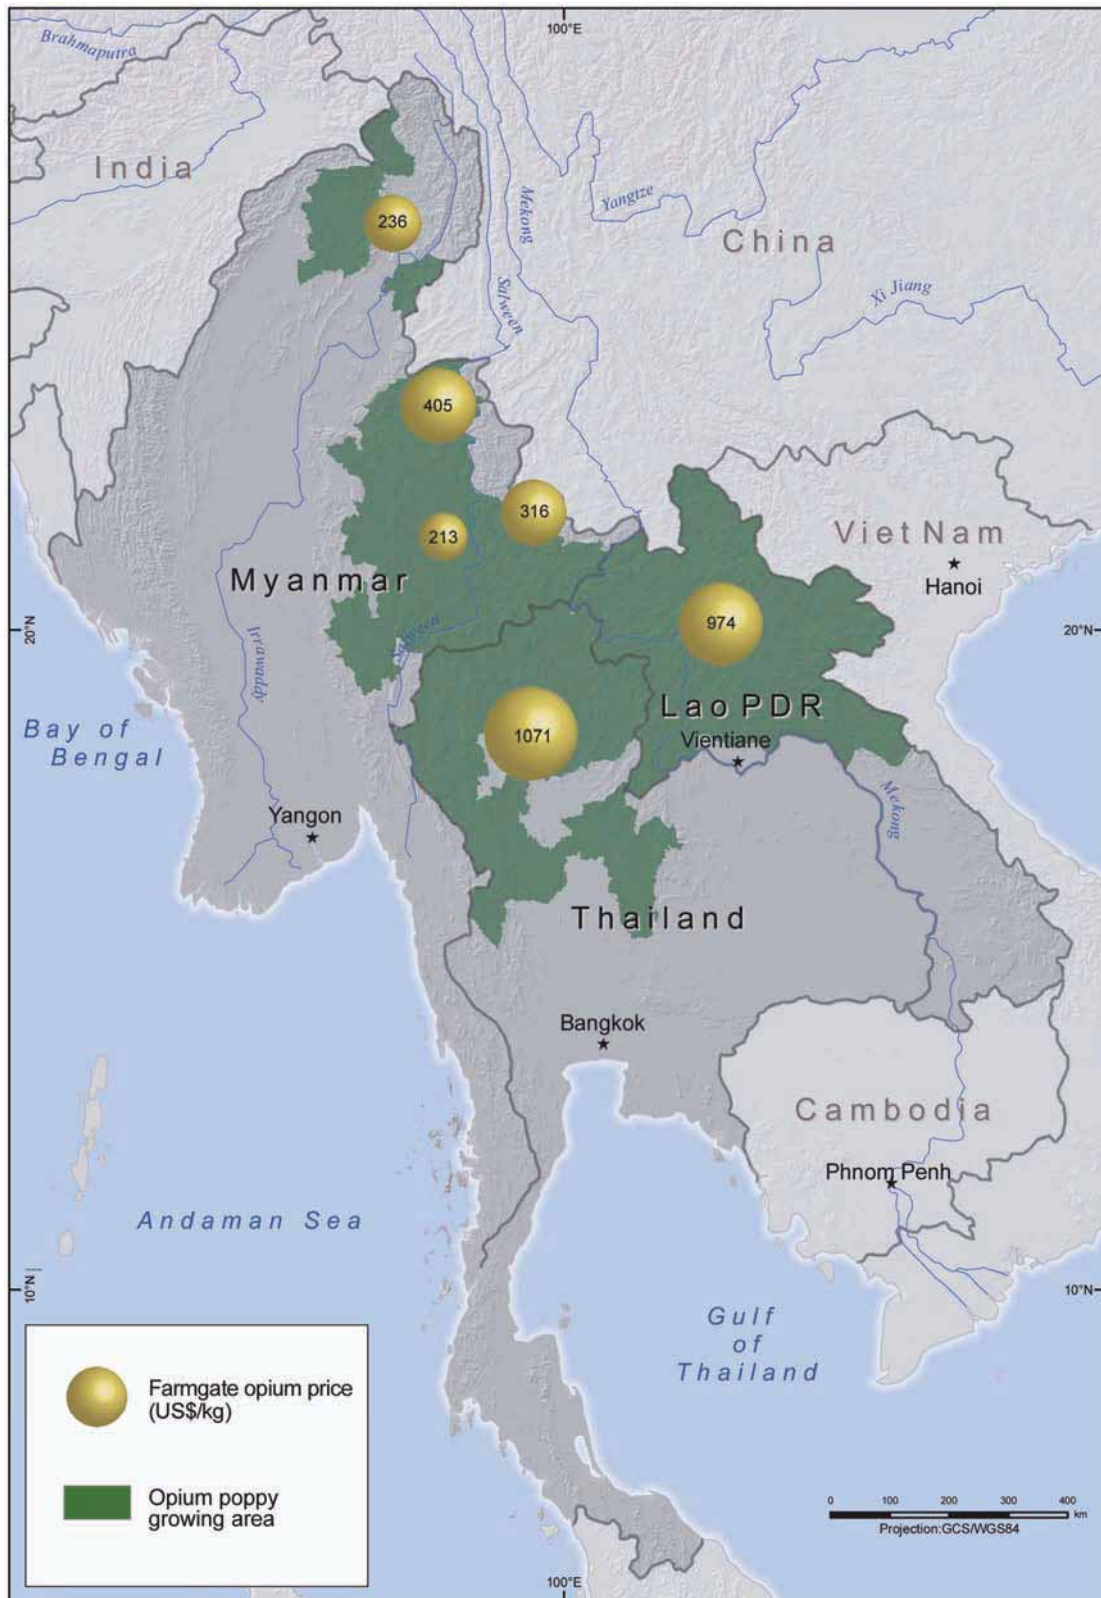 100°E
Brahmaputra
India
236
Mekong
Yangtze
China
Salween
Xi Jiang
405
316
213
Viet Nam
Hanoi
Myanmar
974
20°N
20°N
Salween
Irrawaddy
Lao PDR
Vientiane
1071
Bay of
Bengal
Mekong
Yangon
Thailand
Bangkok
Cambodia
Phnom Penh
Andaman Sea
10°N
10°N
Gulf
of
Thailand
Farmgate opium price
(US$/kg)
Opium poppy
growing area
0 100 200 300 400
km
Projection:GCS/WGS84
100°E